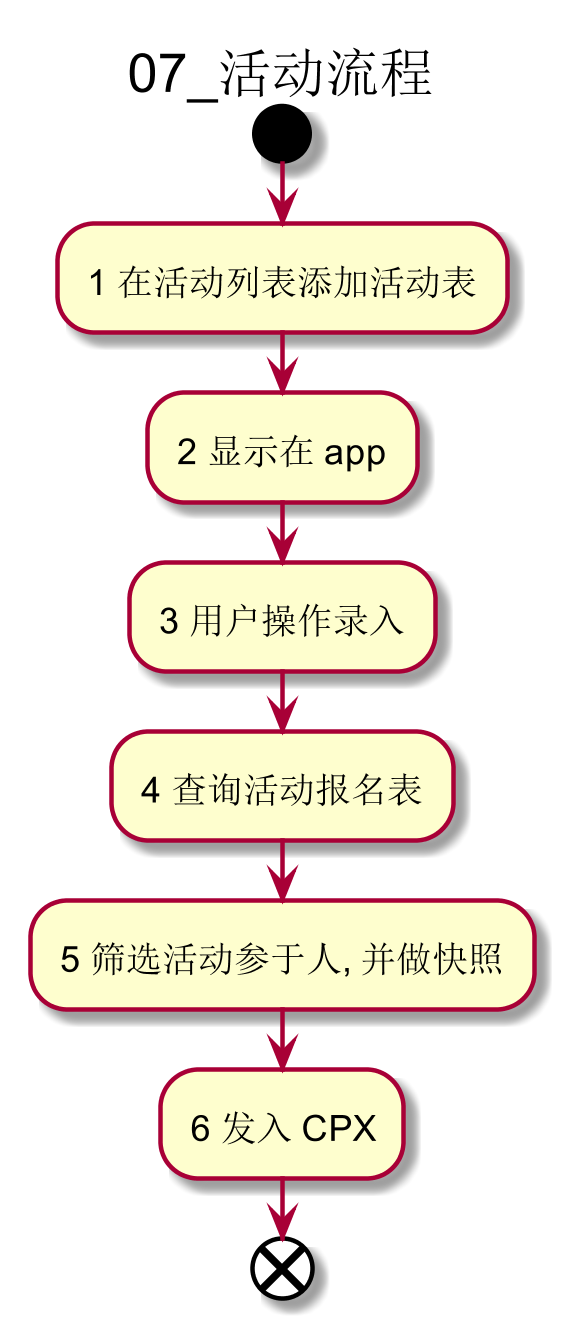 07_活动流程
1 在活动列表添加活动表
2 显示在 app
3 用户操作录入
4 查询活动报名表
5 筛选活动参于人, 并做快照
6 发入 CPX